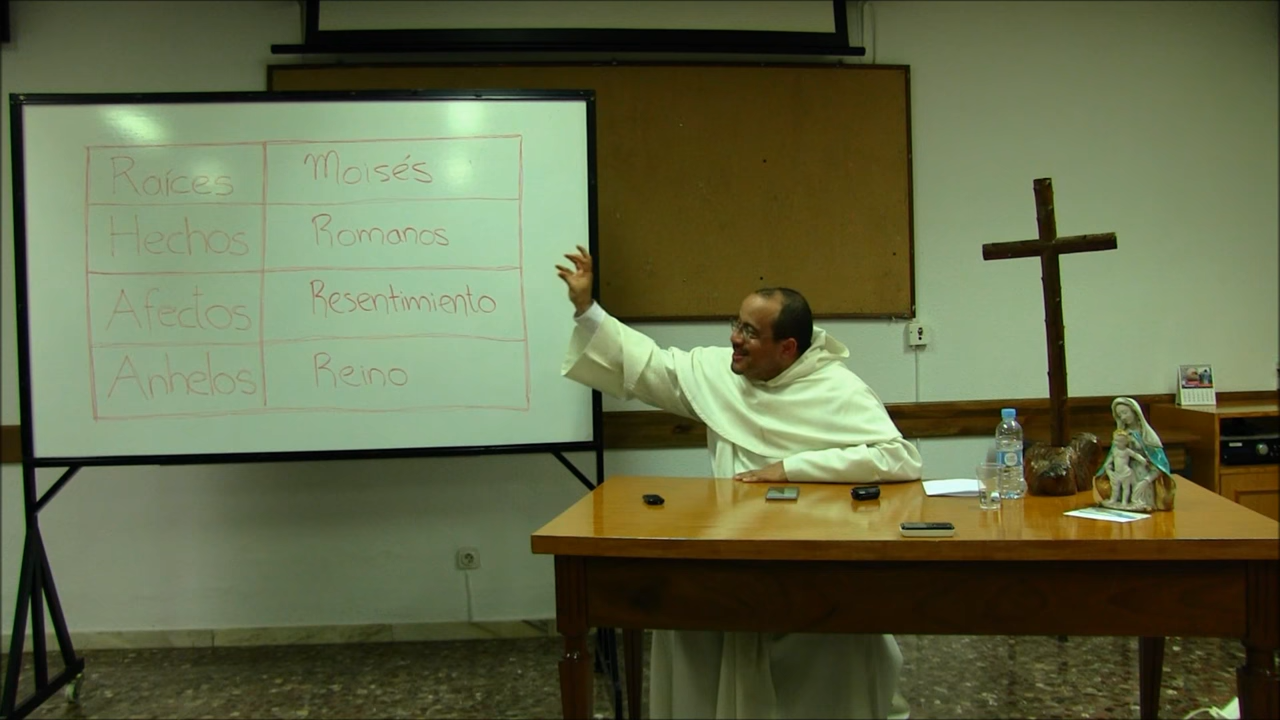 Raíces Moisés
Hechos Romanos
Afectos Resentimiento
Anhelos Reino